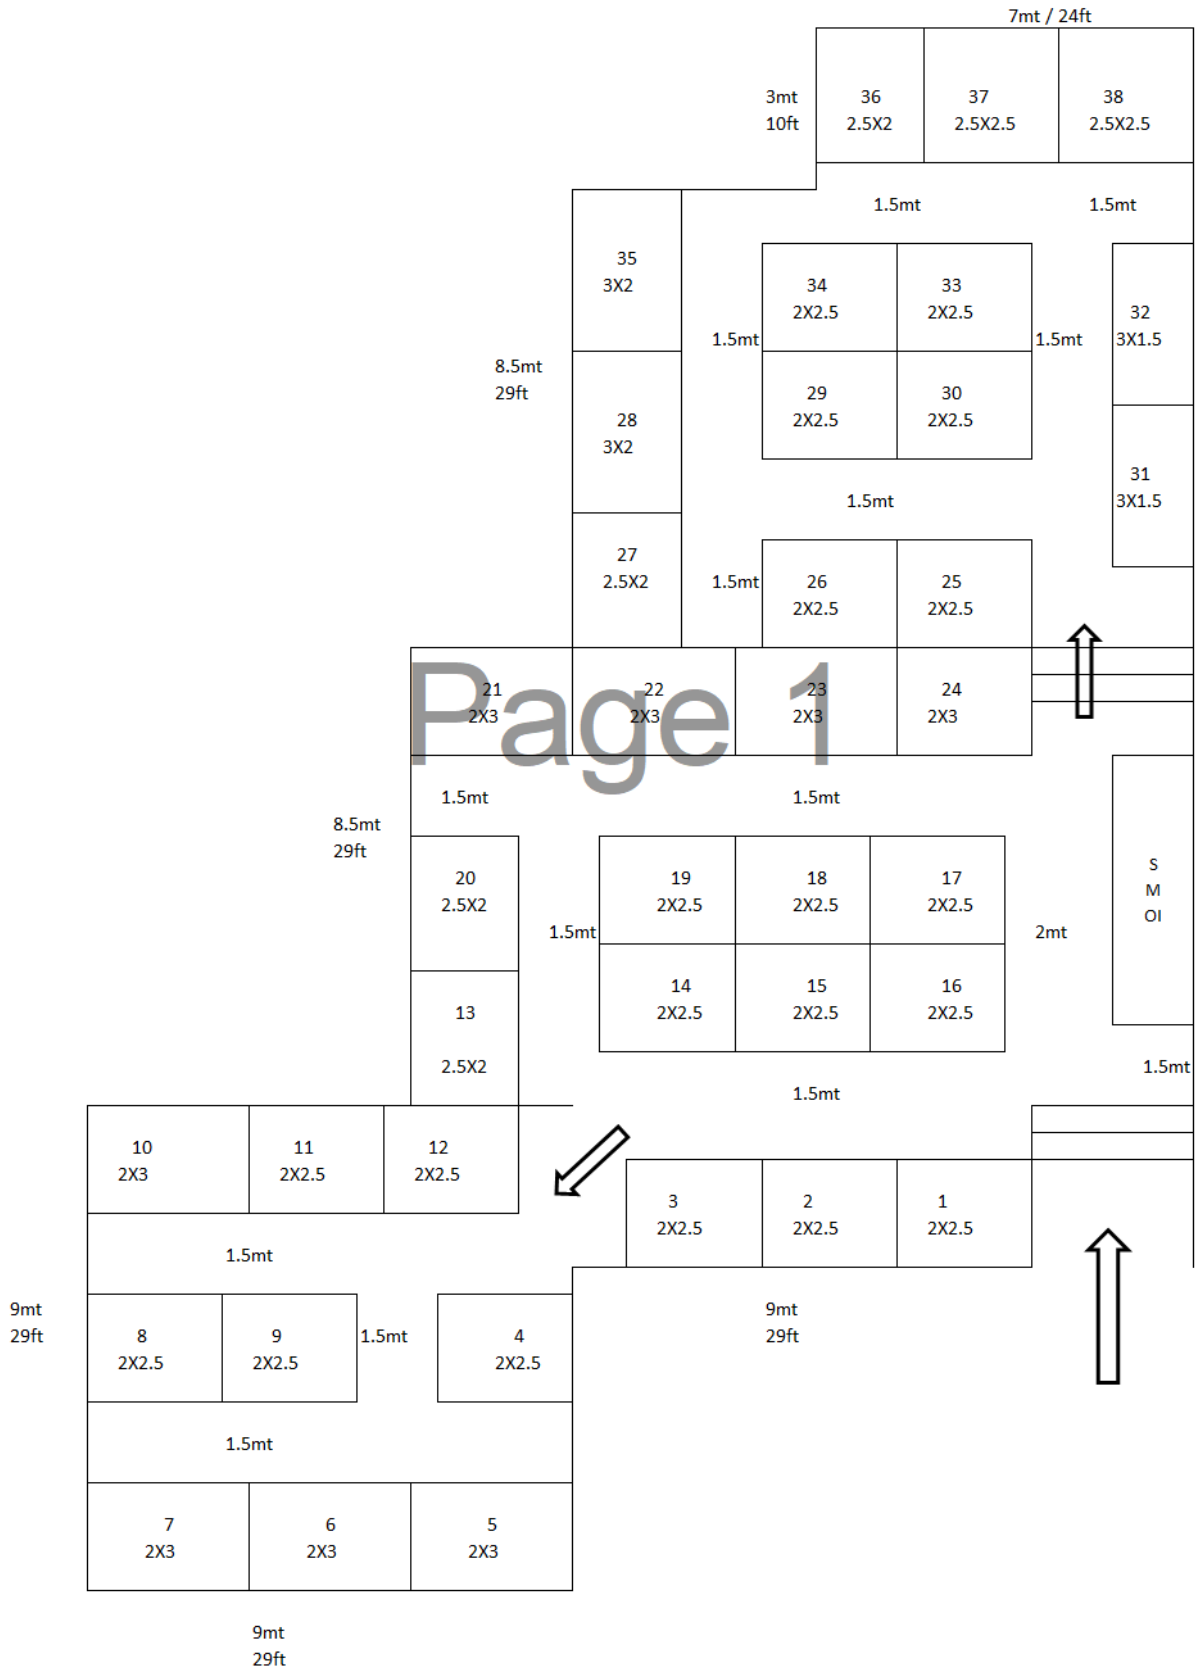 7mt / 24ft
3mt
10ft
36
2.5X2
37
2.5X2.5
38
2.5X2.5
1.5mt
1.5mt
35
3X2
34
2X2.5
33
2X2.5
32
3X1.5
1.5mt
1.5mt
8.5mt
29ft
29
2X2.5
30
2X2.5
28
3X2
31
3X1.5
1.5mt
27
2.5X2
1.5mt
26
2X2.5
25
2X2.5
21
2X3
22
2X3
23
2X3
24
2X3
Page 1
1.5mt
1.5mt
8.5mt
29ft
20
2.5X2
19
2X2.5
18
2X2.5
17
2X2.5
S
M
OI
1.5mt
2mt
13
2.5X2
14
2X2.5
15
2X2.5
16
2X2.5
1.5mt
1.5mt
10
2X3
11
2X2.5
12
2X2.5
3
2X2.5
2
2X2.5
1
2X2.5
1.5mt
9mt
29ft
9mt
29ft
8
2X2.5
9
2X2.5
1.5mt
4
2X2.5
1.5mt
7
2X3
6
2X3
5
2X3
9mt
29ft